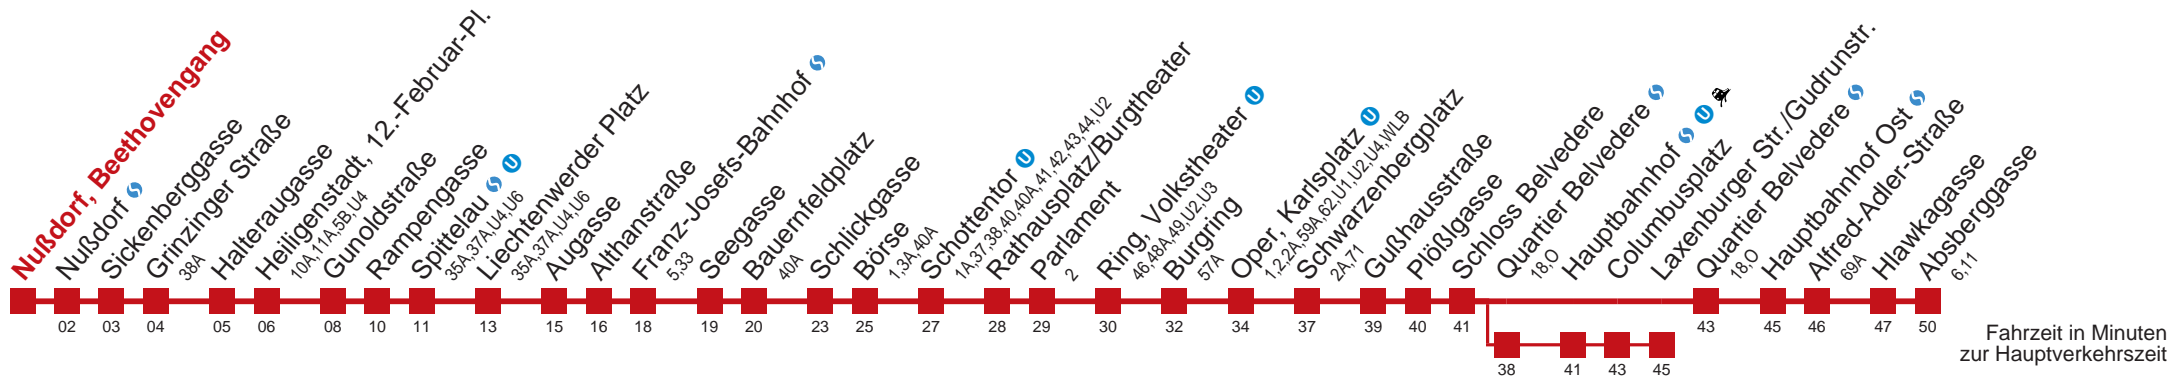 Nußdorf, Beethovengang
Nußdorf S
Sickenberggasse
Grinzinger Straße
38A
Halteraugasse
Heiligenstadt, 12.-Februar-Pl.
10A,11A,5B,U4
Gunoldstraße
Rampengasse
Spittelau S U
35A,37A,U4,U6
Liechtenwerder Platz
35A,37A,U4,U6
Augasse
Althanstraße
Franz-Josefs-Bahnhof S
5,33
Seegasse
Bauernfeldplatz
40A
Schlickgasse
Börse
1,3A,40A
Schottentor U
1A,37,38,40,40A,41,42,43,44,U2
Rathausplatz/Burgtheater
Parlament
2
Ring, Volkstheater U
46,48A,49,U2,U3
Burgring
57A
Oper, Karlsplatz U
1,2,2A,59A,62,U1,U2,U4,WLB
Schwarzenbergplatz
2A,71
Gußhausstraße
Plößlgasse
Schloss Belvedere
Quartier Belvedere S
18,O
Hauptbahnhof S U
Columbusplatz
Laxenburger Str./Gudrunstr.
Quartier Belvedere S
18,O
Hauptbahnhof Ost S
Alfred-Adler-Straße
69A
Hlawkagasse
Absberggasse
6,11
02 03 04 05 06 08 10 11 13 15 16 18 19 20 23 25 27 28 29 30 32 34 37 39 40 41 43 45 46 47 50
38 41 43 45
Fahrzeit in Minuten
zur Hauptverkehrszeit